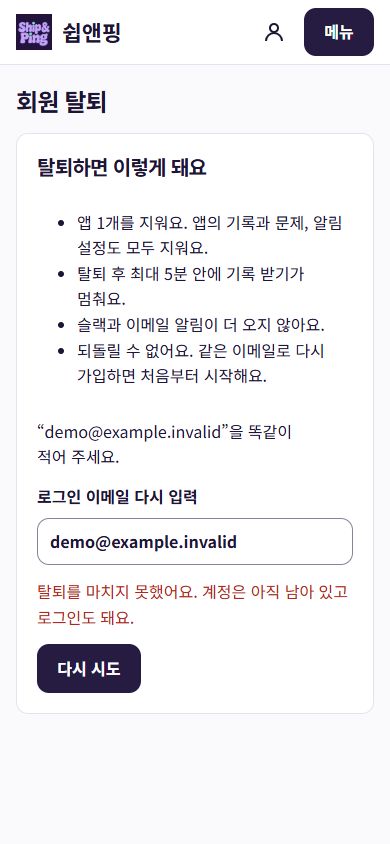 Ship&
Ping
쉽앤핑
메뉴
회원 탈퇴
탈퇴하면 이렇게 돼요
• 앱 1개를 지워요. 앱의 기록과 문제, 알림
설정도 모두 지워요.
• 탈퇴 후 최대 5분 안에 기록 받기가
멈춰요.
• 슬랙과 이메일 알림이 더 오지 않아요.
• 되돌릴 수 없어요. 같은 이메일로 다시
가입하면 처음부터 시작해요.
“demo@example.invalid”을 똑같이
적어 주세요.
로그인 이메일 다시 입력
demo@example.invalid
탈퇴를 마치지 못했어요. 계정은 아직 남아 있고
로그인도 돼요.
다시 시도